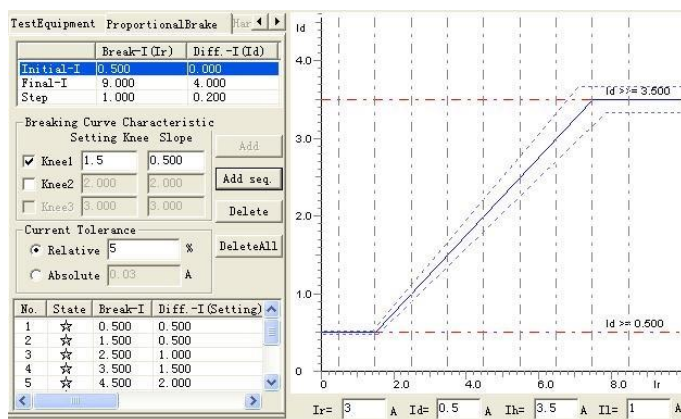 TestEquipment ProportionalBrake Har
Break-I(Ir) Diff.-I(Id)
Initial-I 0.500 0.000
Final-I 9.000 4.000
Step 1.000 0.200
Breaking Curve Characteristic
Setting Knee Slope
Knee1 1.5 0.500
Knee2 2.000 2.000
Knee3 3.000 3.000
Add
Add seq.
Delete
DeleteAll
Current Tolerance
Relative 5 %
Absolute 0.03 A
No. State Break-I Diff.-I(Setting)
1 ☆ 0.500 0.500
2 ☆ 1.500 0.500
3 ☆ 2.500 1.000
4 ☆ 3.500 1.500
5 ☆ 4.500 2.000
Id
4.0
3.0
2.0
1.0
Id >= 3.500
Id >= 0.500
0 2.0 4.0 6.0 8.0 Ir
Ir= 3 A Id= 0.5 A Ih= 3.5 A Il= 1 A